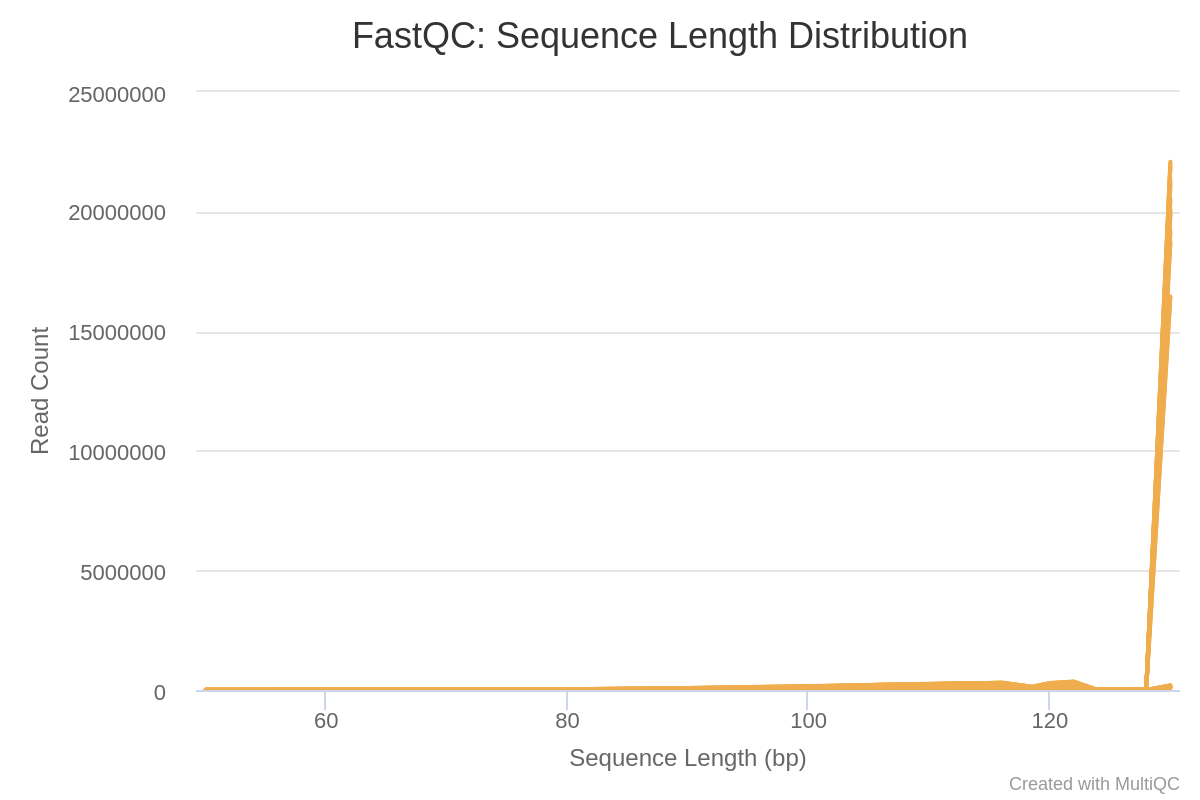 FastQC: Sequence Length Distribution
25000000
20000000
15000000
10000000
5000000
0
Read Count
60
80
100
120
Sequence Length (bp)
Created with MultiQC